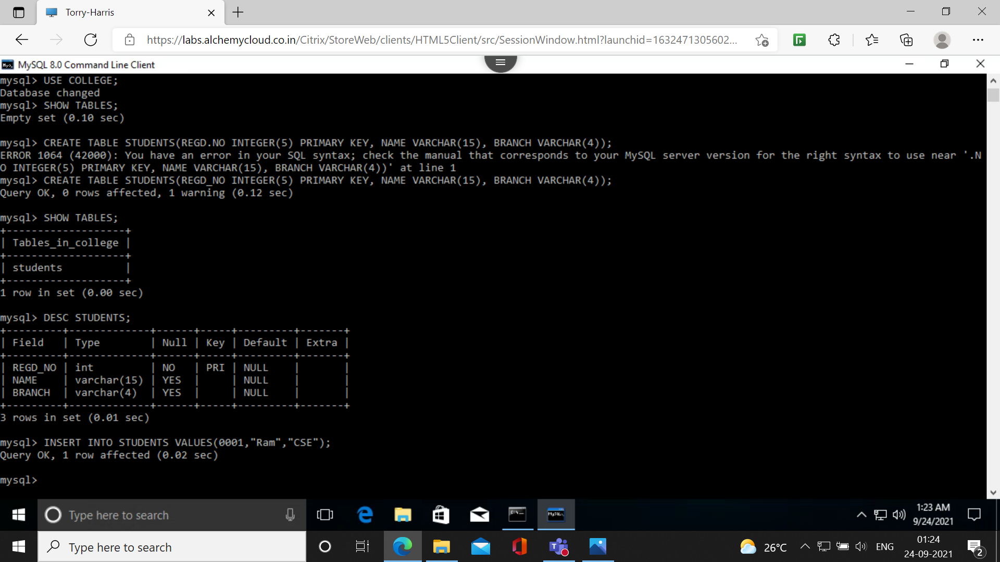 Torry-Harris
https://labs.alchemycloud.co.in/Citrix/StoreWeb/clients/HTML5Client/src/SessionWindow.html?launchid=1632471305602...
MySQL 8.0 Command Line Client
mysql> USE COLLEGE;
Database changed
mysql> SHOW TABLES;
Empty set (0.10 sec)
mysql> CREATE TABLE STUDENTS(REGD.NO INTEGER(5) PRIMARY KEY, NAME VARCHAR(15), BRANCH VARCHAR(4));
ERROR 1064 (42000): You have an error in your SQL syntax; check the manual that corresponds to your MySQL server version for the right syntax to use near '.N
O INTEGER(5) PRIMARY KEY, NAME VARCHAR(15), BRANCH VARCHAR(4))' at line 1
mysql> CREATE TABLE STUDENTS(REGD_NO INTEGER(5) PRIMARY KEY, NAME VARCHAR(15), BRANCH VARCHAR(4));
Query OK, 0 rows affected, 1 warning (0.12 sec)
mysql> SHOW TABLES;
+-------------------+
| Tables_in_college |
+-------------------+
| students          |
+-------------------+
1 row in set (0.00 sec)
mysql> DESC STUDENTS;
+---------+-------------+------+-----+---------+-------+
| Field   | Type        | Null | Key | Default | Extra |
+---------+-------------+------+-----+---------+-------+
| REGD_NO | int         | NO   | PRI | NULL    |       |
| NAME    | varchar(15) | YES  |     | NULL    |       |
| BRANCH  | varchar(4)  | YES  |     | NULL    |       |
+---------+-------------+------+-----+---------+-------+
3 rows in set (0.01 sec)
mysql> INSERT INTO STUDENTS VALUES(0001,"Ram","CSE");
Query OK, 1 row affected (0.02 sec)
mysql>
Type here to search
1:23 AM
9/24/2021
Type here to search
26°C
ENG
01:24
24-09-2021
2